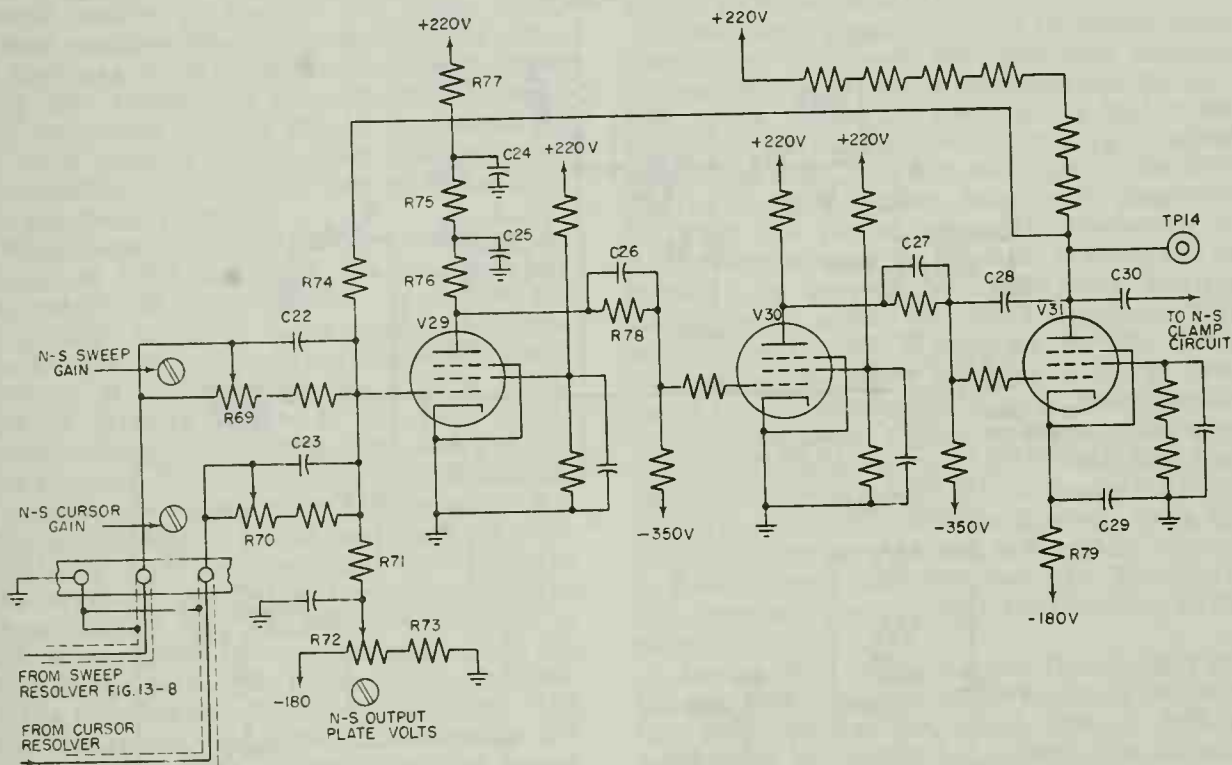 +220V
+220V
R77
C24
+220V
+220V
+220V
R75
C25
TP14
R76
C26
C27
R74
R78
C28
C30
C22
V29
V30
V31
TO N-S
CLAMP
CIRCUIT
N-S SWEEP
GAIN
R69
C23
N-S CURSOR
GAIN
R70
-350V
-350V
C29
R71
R79
R72
R73
-180V
FROM SWEEP
RESOLVER FIG. 13-8
-180
N-S OUTPUT
PLATE VOLTS
FROM CURSOR
RESOLVER